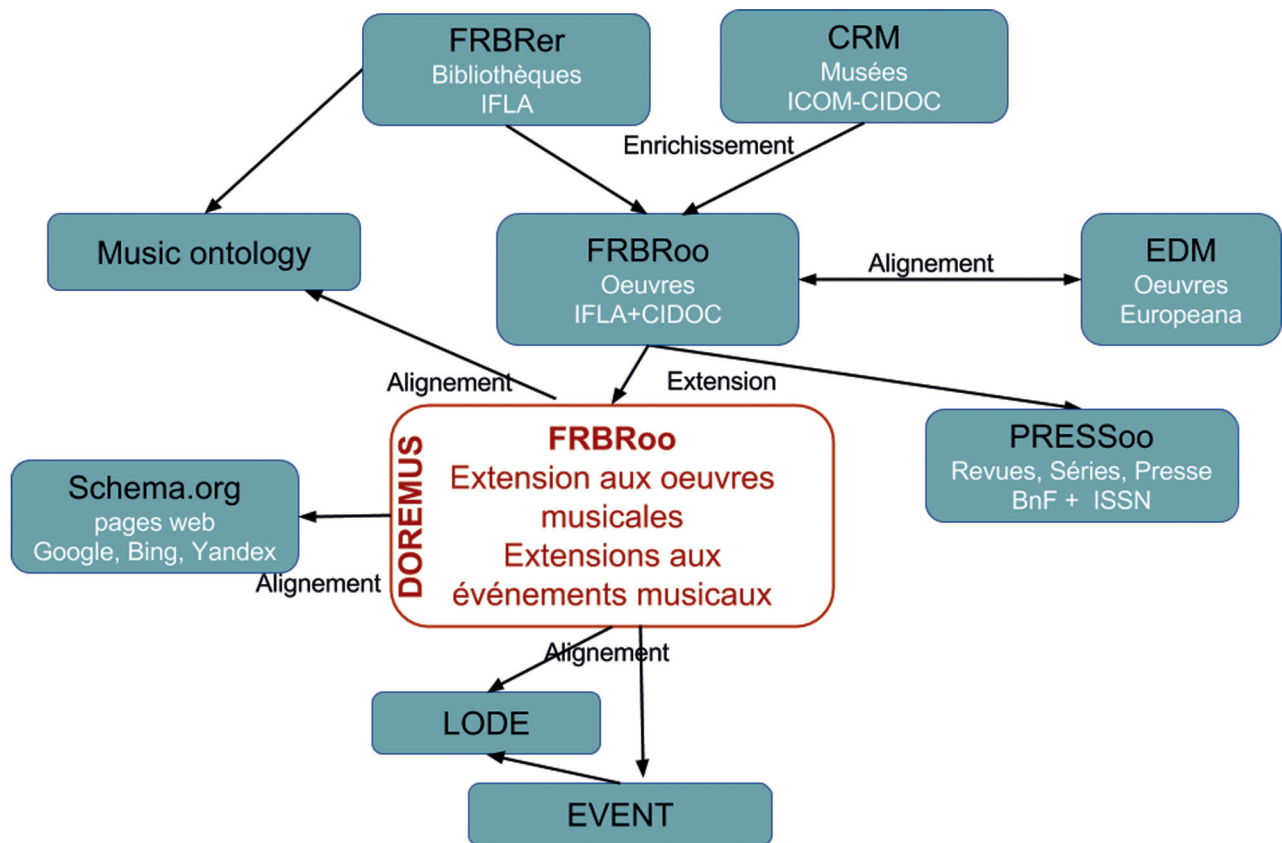 FRBRer
Bibliothèques
IFLA
CRM
Musées
ICOM-CIDOC
Enrichissement
Music ontology
FRBRoo
Oeuvres
IFLA+CIDOC
Alignement
EDM
Oeuvres
Europeana
Alignement
Extension
PRESSoo
Revues, Séries, Presse
BnF + ISSN
DOREMUS
FRBRoo
Extension aux oeuvres
musicales
Extensions aux
événements musicaux
Schema.org
pages web
Google, Bing, Yandex
Alignement
Alignement
LODE
EVENT